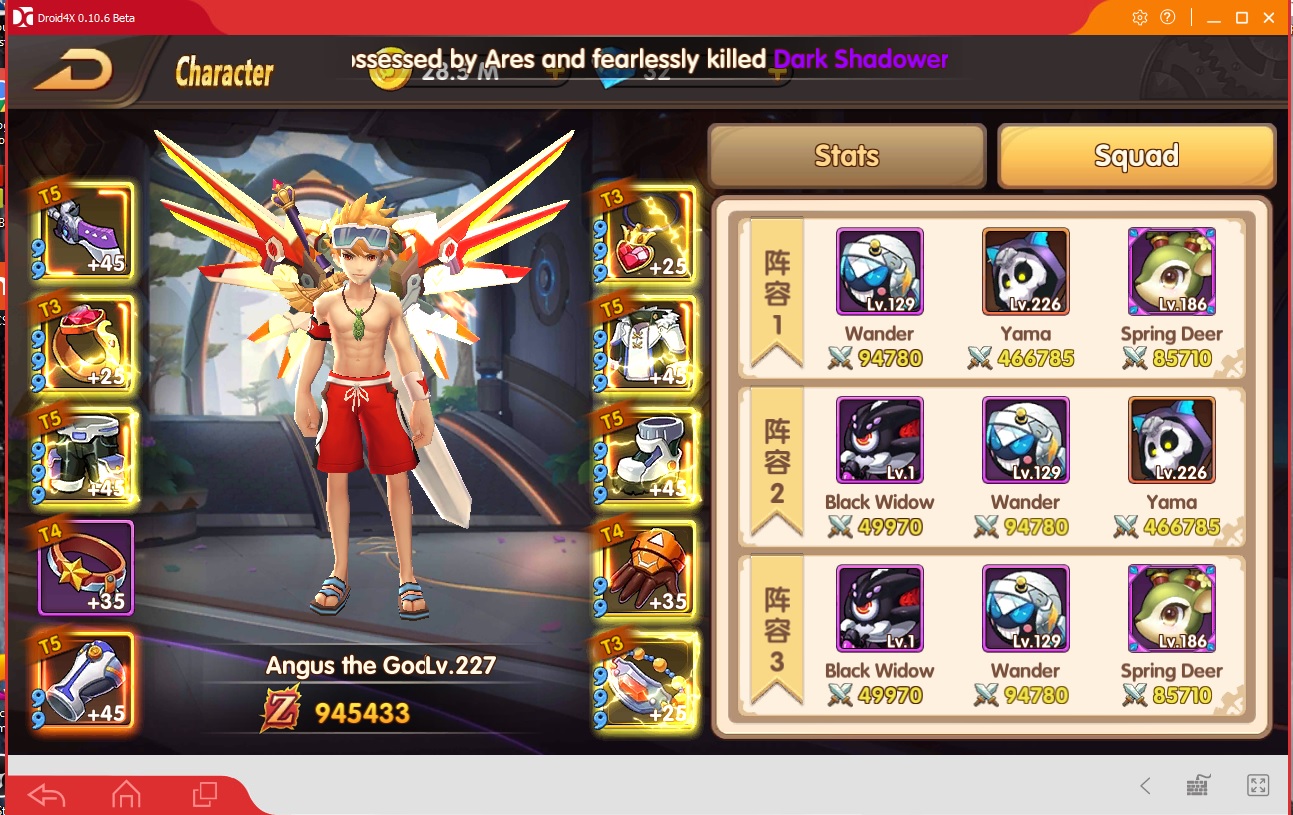 Droid4X 0.10.6 Beta
Character
ssessed by Ares and fearlessly killed Dark Shadower
28.3 M
32
Stats
Squad
T5
+45
T3
+25
T5
+45
T4
+35
T5
+45
T3
+25
T5
+45
T5
+45
T4
+35
T3
+25
Angus the GodLv.227
Z 945433
阵容1
Lv.129
Lv.226
Lv.186
Wander
Yama
Spring Deer
94780
466785
85710
阵容2
Lv.1
Lv.129
Lv.226
Black Widow
Wander
Yama
49970
94780
466785
阵容3
Lv.1
Lv.129
Lv.186
Black Widow
Wander
Spring Deer
49970
94780
85710